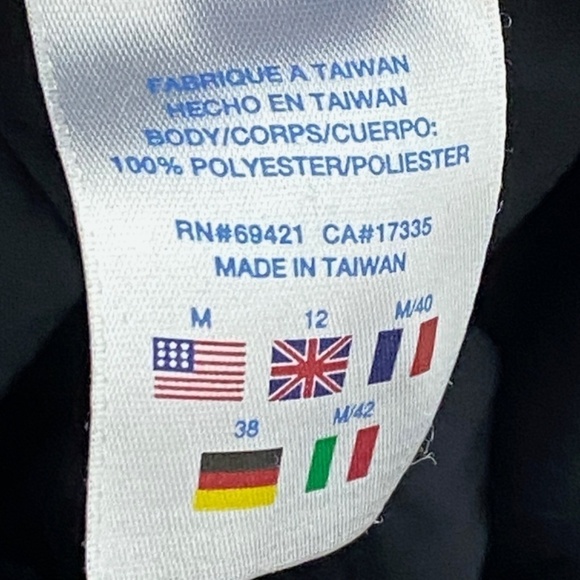 FABRIQUE A TAIWAN
HECHO EN TAIWAN
BODY/CORPS/CUERPO:
100% POLYESTER/POLIESTER
RN#69421 CA#17335
MADE IN TAIWAN
M 12 M/40
38 M/42